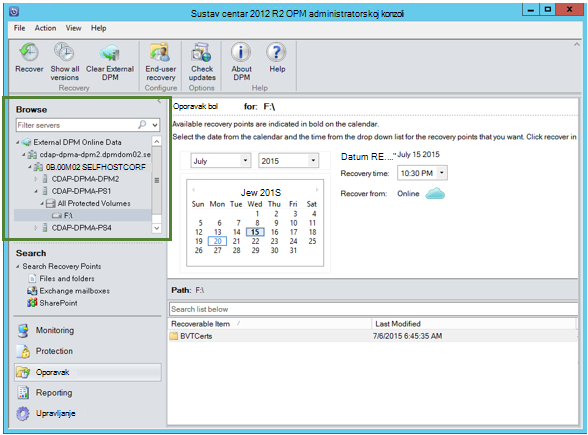 Sustav centar 2012 R2 OPM administratorskoj konzoli
File Action View Help
Recover Show all versions Clear External DPM End-user recovery Check updates About DPM Help
Recovery Configure Options Help
Browse
Filter servers
External DPM Online Data
cdap-dpma-dpm2.dpmdom02.se
0B.00M02 SELFHOSTCORF
CDAP-DPMA-DPM2
CDAP-DPMA-PS1
All Protected Volumes
F:\
CDAP-DPMA-PS4
Search
Search Recovery Points
Files and folders
Exchange mailboxes
SharePoint
Monitoring
Protection
Oporavak
Reporting
Upravljanje
Oporavak bol for: F:\
Available recovery points are indicated in bold on the calendar.
Select the date from the calendar and the time from the drop down list for the recovery points that you want. Click recover in
July 2015
Jew 201S
Sun Mon Tue Wed Thu Fri Sat
1 2 3 4
5 6 7 8 9 10 11
12 13 14 15 16 17 18
19 20 21 22 23 24 25
26 27 28 29 30 31
Datum RE..."July 15 2015
Recovery time: 10:30 PM
Recover from: Online
Path: F:\
Search list below
Recoverable Item Last Modified
BVTCerts 7/6/2015 6:45:35 AM